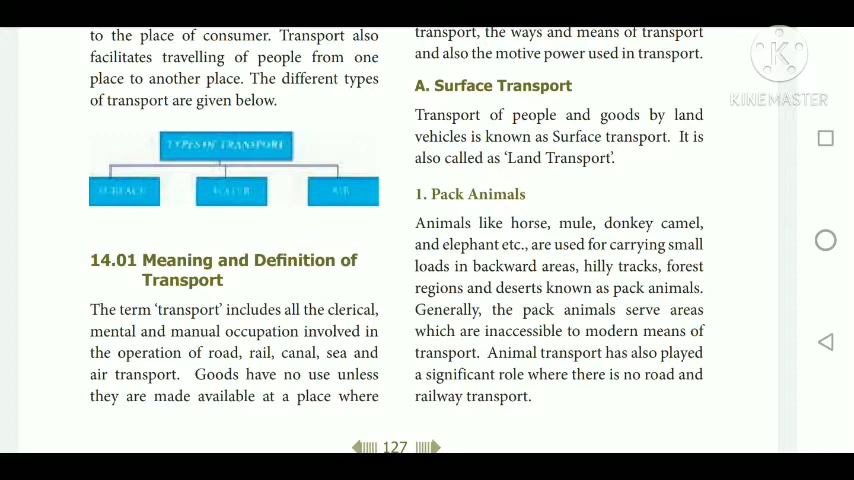 to the place of consumer. Transport also
facilitates travelling of people from one
place to another place. The different types
of transport are given below.
TYPES OF TRANSPORT
SURFACE
WATER
AIR
14.01 Meaning and Definition of
Transport
The term ‘transport’ includes all the clerical,
mental and manual occupation involved in
the operation of road, rail, canal, sea and
air transport. Goods have no use unless
they are made available at a place where
transport, the ways and means of transport
and also the motive power used in transport.
A. Surface Transport
Transport of people and goods by land
vehicles is known as Surface transport. It is
also called as ‘Land Transport’.
1. Pack Animals
Animals like horse, mule, donkey camel,
and elephant etc., are used for carrying small
loads in backward areas, hilly tracks, forest
regions and deserts known as pack animals.
Generally, the pack animals serve areas
which are inaccessible to modern means of
transport. Animal transport has also played
a significant role where there is no road and
railway transport.
127
K
KINEMASTER